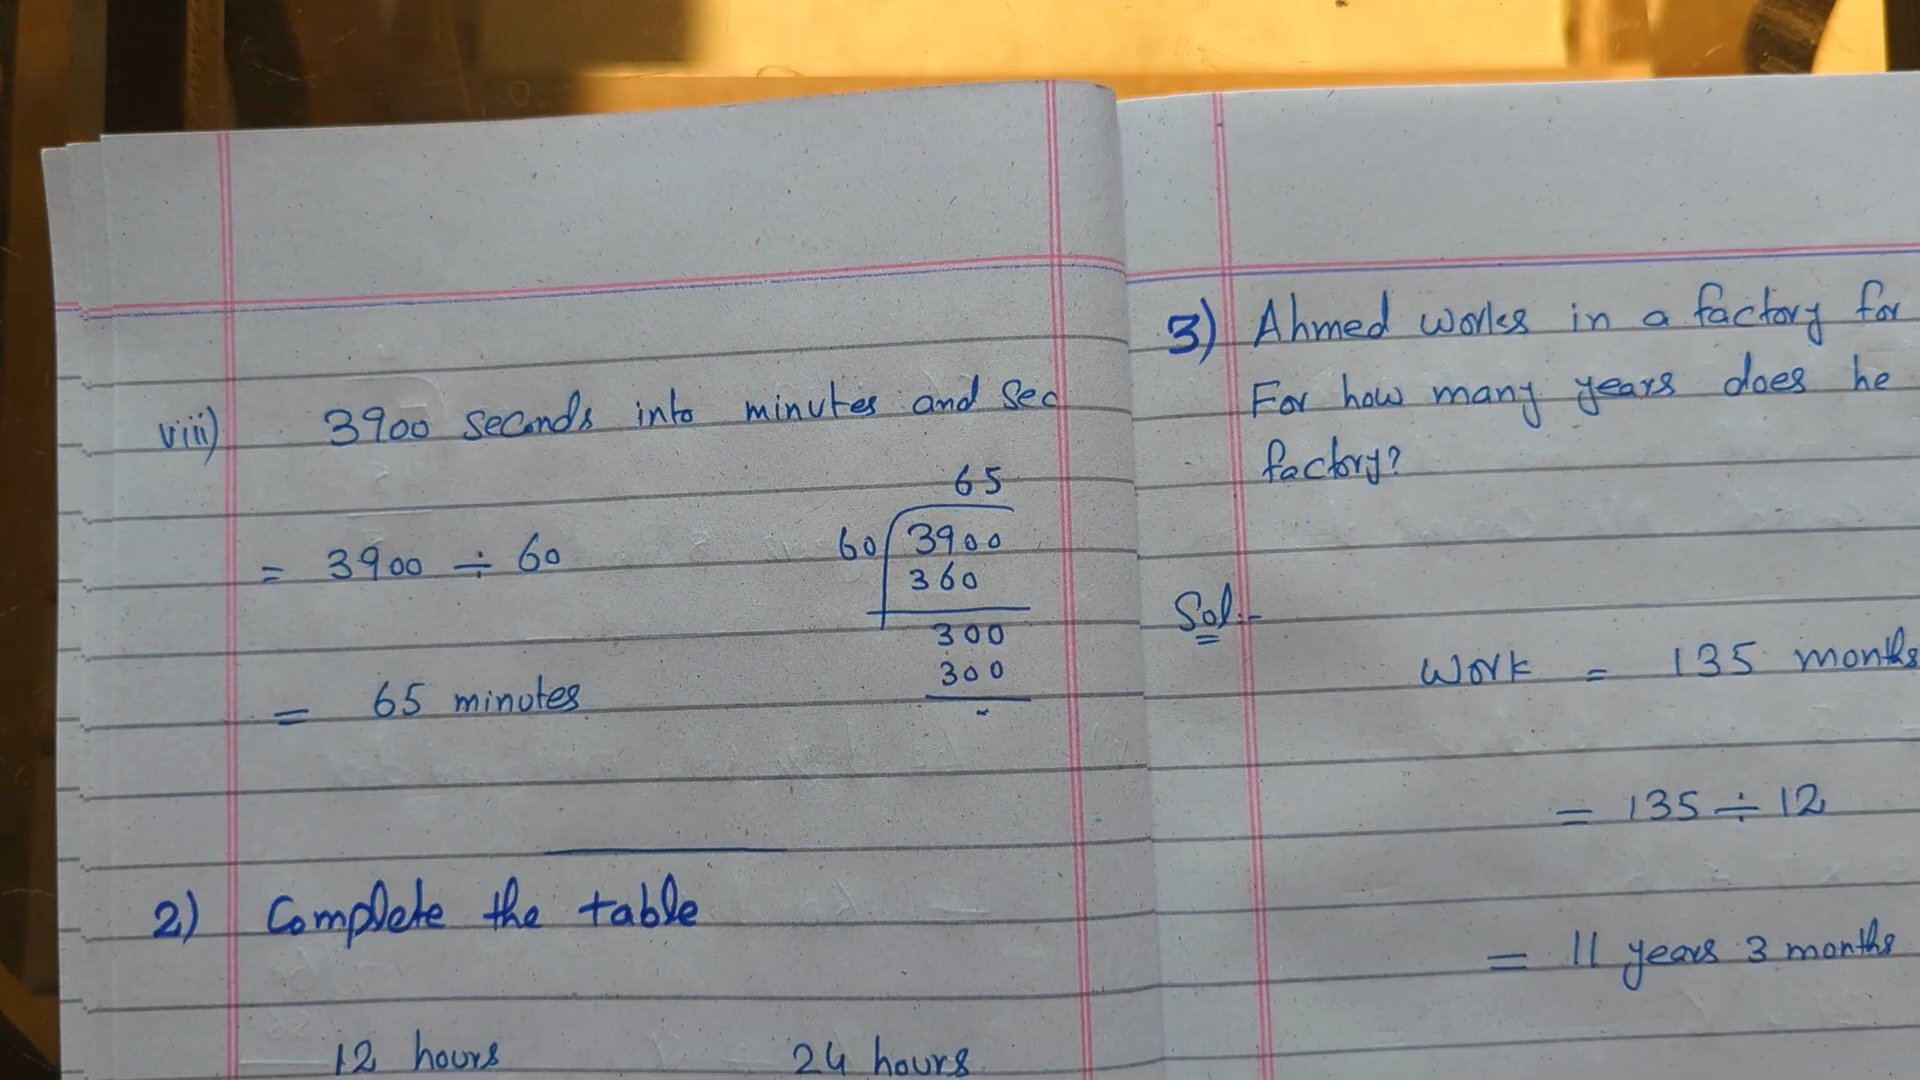 viii) 3900 seconds into minutes and sec
= 3900 ÷ 60
65
60 3900
360
300
300
-
= 65 minutes
2) Complete the table
12 hours 24 hours
3) Ahmed works in a factory for
For how many years does he
factory?
Sol:-
Work = 135 months
= 135 ÷ 12
= 11 years 3 months